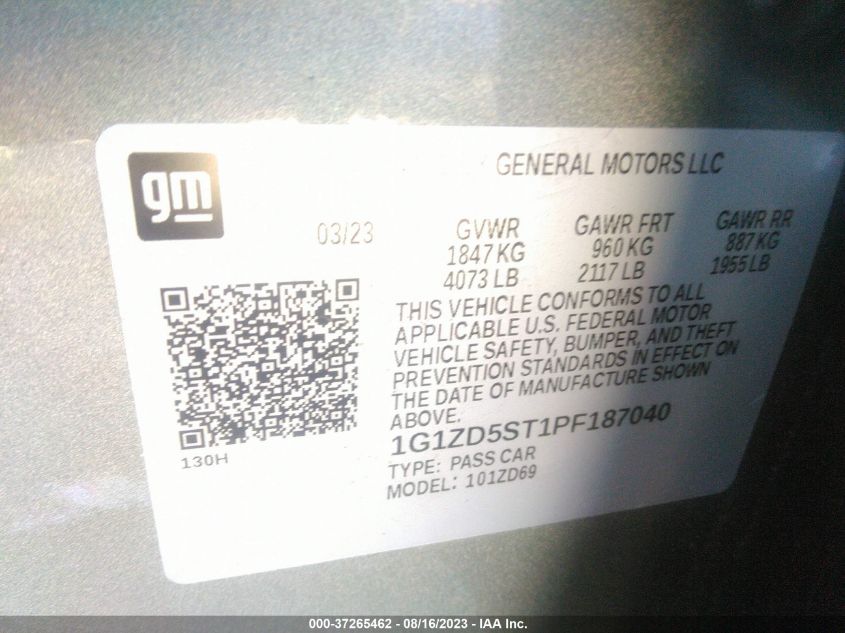 gm
GENERAL MOTORS LLC
03/23
GVWR GAWR FRT GAWR RR
1847 KG 960 KG 887 KG
4073 LB 2117 LB 1955 LB
THIS VEHICLE CONFORMS TO ALL
APPLICABLE U.S. FEDERAL MOTOR
VEHICLE SAFETY, BUMPER, AND THEFT
PREVENTION STANDARDS IN EFFECT ON
THE DATE OF MANUFACTURE SHOWN
ABOVE.
1G1ZD5ST1PF187040
TYPE: PASS CAR
MODEL: 101ZD69
130H
000-37265462 - 08/16/2023 - IAA Inc.